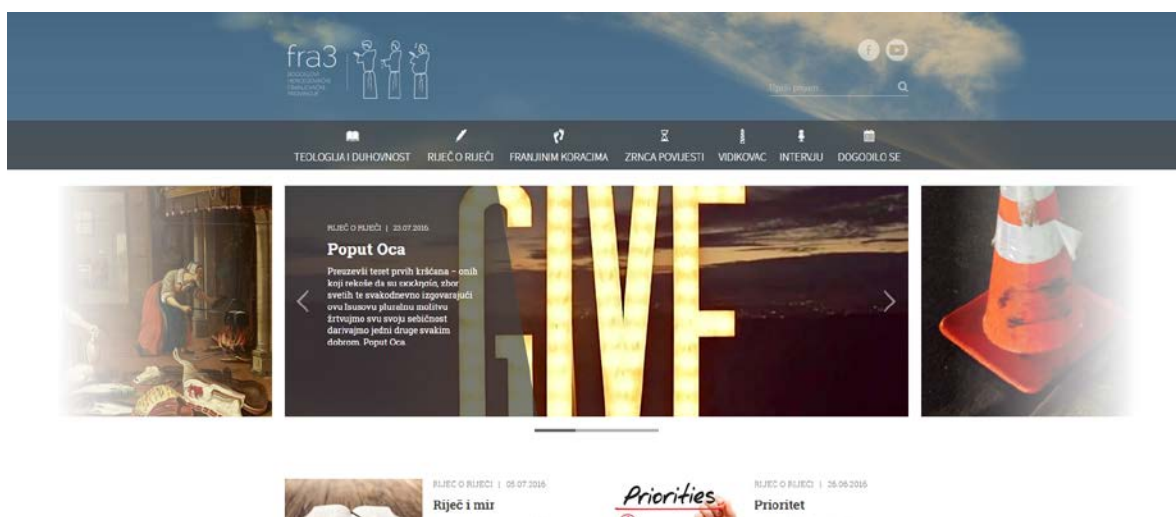 fra3
TEOLOGIJA I DUHOVNOST
RIJEČ O RIJEČI
FRANJINIM KORACIMA
ZRNCA POVIJESTI
VIDIKOVAC
INTERVJU
DOGODILO SE
RIJEČ O RIJEČI | 23.07.2016.
Poput Oca
Preuzevši teret prvih kršćana – onih
koji rekoše da su zbor
svetih te svakodnevno izgovarajući
ovu Isusovu pluralnu molitvu
žrtvujmo svu svoju sebičnost
darivajmo jedni druge svakim
dobrom. Poput Oca.
GIVE
RIJEČ O RIJEČI | 05.07.2016.
Riječ i mir
Priorities
RIJEČ O RIJEČI | 26.06.2016.
Prioritet